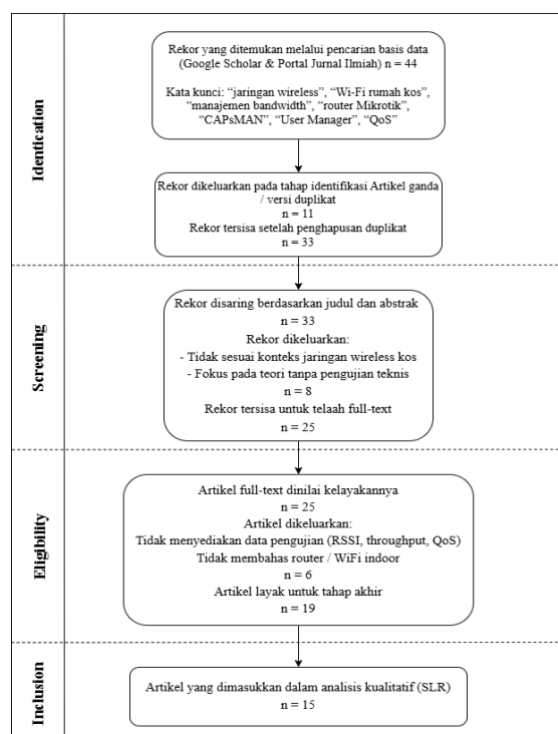 Identication
Rekor yang ditemukan melalui pencarian basis data
(Google Scholar & Portal Jurnal Ilmiah) n = 44
Kata kunci: “jaringan wireless”, “Wi-Fi rumah kos”,
“manajemen bandwidth”, “router Mikrotik”,
“CAPsMAN”, “User Manager”, “QoS”
Rekor dikeluarkan pada tahap identifikasi Artikel ganda
/ versi duplikat
n = 11
Rekor tersisa setelah penghapusan duplikat
n = 33
Screening
Rekor disaring berdasarkan judul dan abstrak
n = 33
Rekor dikeluarkan:
- Tidak sesuai konteks jaringan wireless kos
- Fokus pada teori tanpa pengujian teknis
n = 8
Rekor tersisa untuk telaah full-text
n = 25
Eligibility
Artikel full-text dinilai kelayakannya
n = 25
Artikel dikeluarkan:
Tidak menyediakan data pengujian (RSSI, throughput, QoS)
Tidak membahas router / WiFi indoor
n = 6
Artikel layak untuk tahap akhir
n = 19
Inclusion
Artikel yang dimasukkan dalam analisis kualitatif (SLR)
n = 15